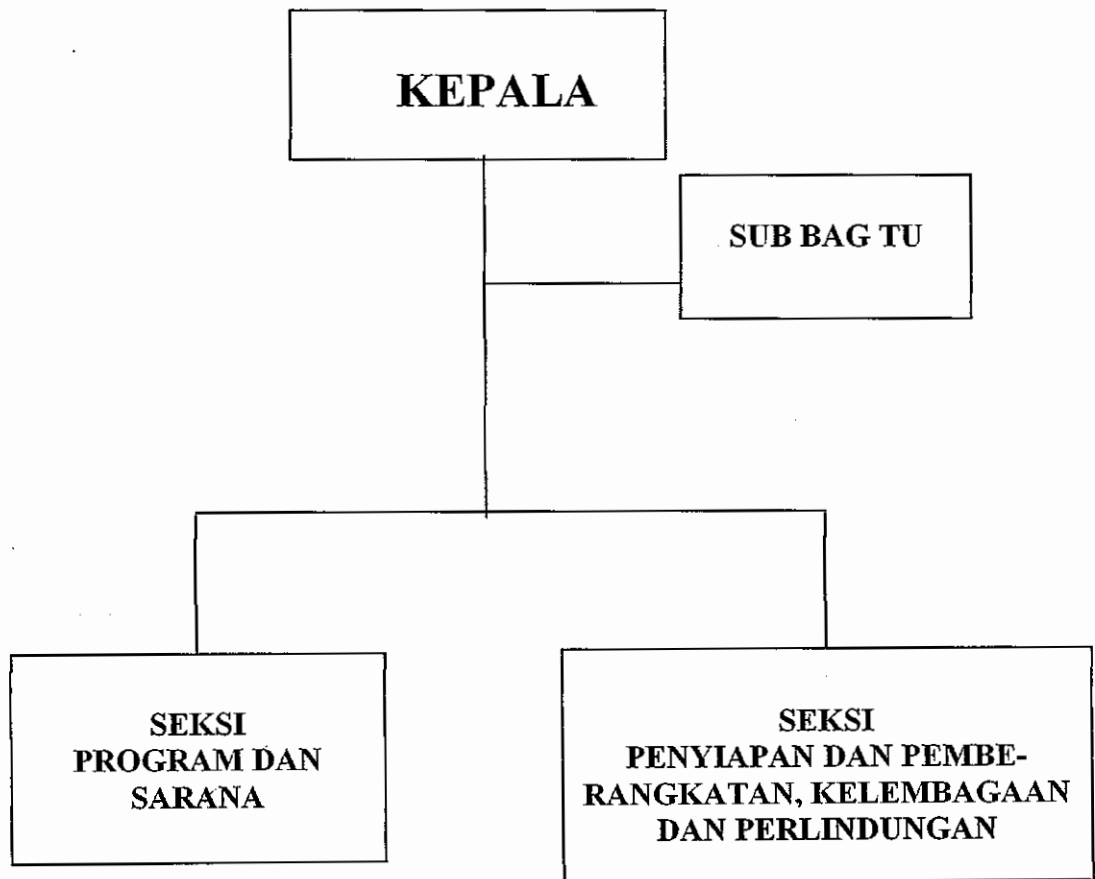 KEPALA
SUB BAG TU
SEKSI
PROGRAM DAN
SARANA
SEKSI
PENYIAPAN DAN PEMBE-
RANGKATAN, KELEMBAGAAN
DAN PERLINDUNGAN